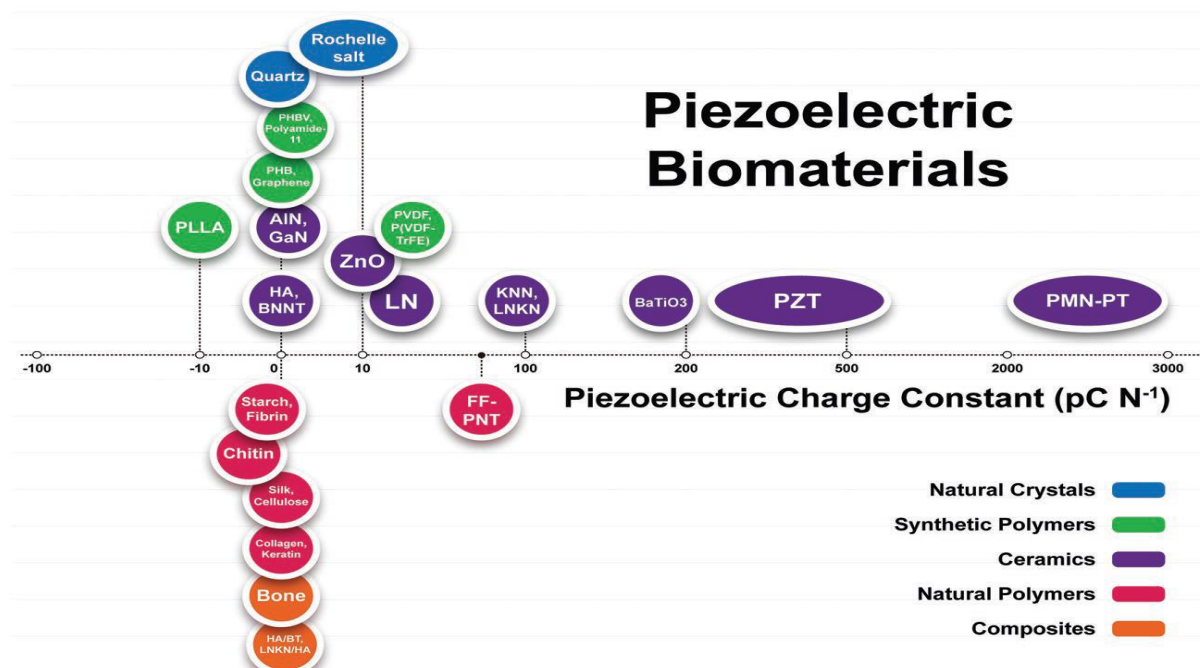 Rochelle
salt
Quartz
Piezoelectric
Biomaterials
PHBV,
Polyamide-
11
PHB,
Graphene
PLLA
AlN,
GaN
PVDF,
P(VDF-
TrFE)
ZnO
HA,
BNNT
LN
KNN,
LNKN
BaTiO3
PZT
PMN-PT
-100
-10
0
10
100
200
500
2000
3000
Piezoelectric Charge Constant (pC N-1)
Starch,
Fibrin
FF-
PNT
Chitin
Silk,
Cellulose
Collagen,
Keratin
Bone
HA/BT,
LNKN/HA
Natural Crystals
Synthetic Polymers
Ceramics
Natural Polymers
Composites